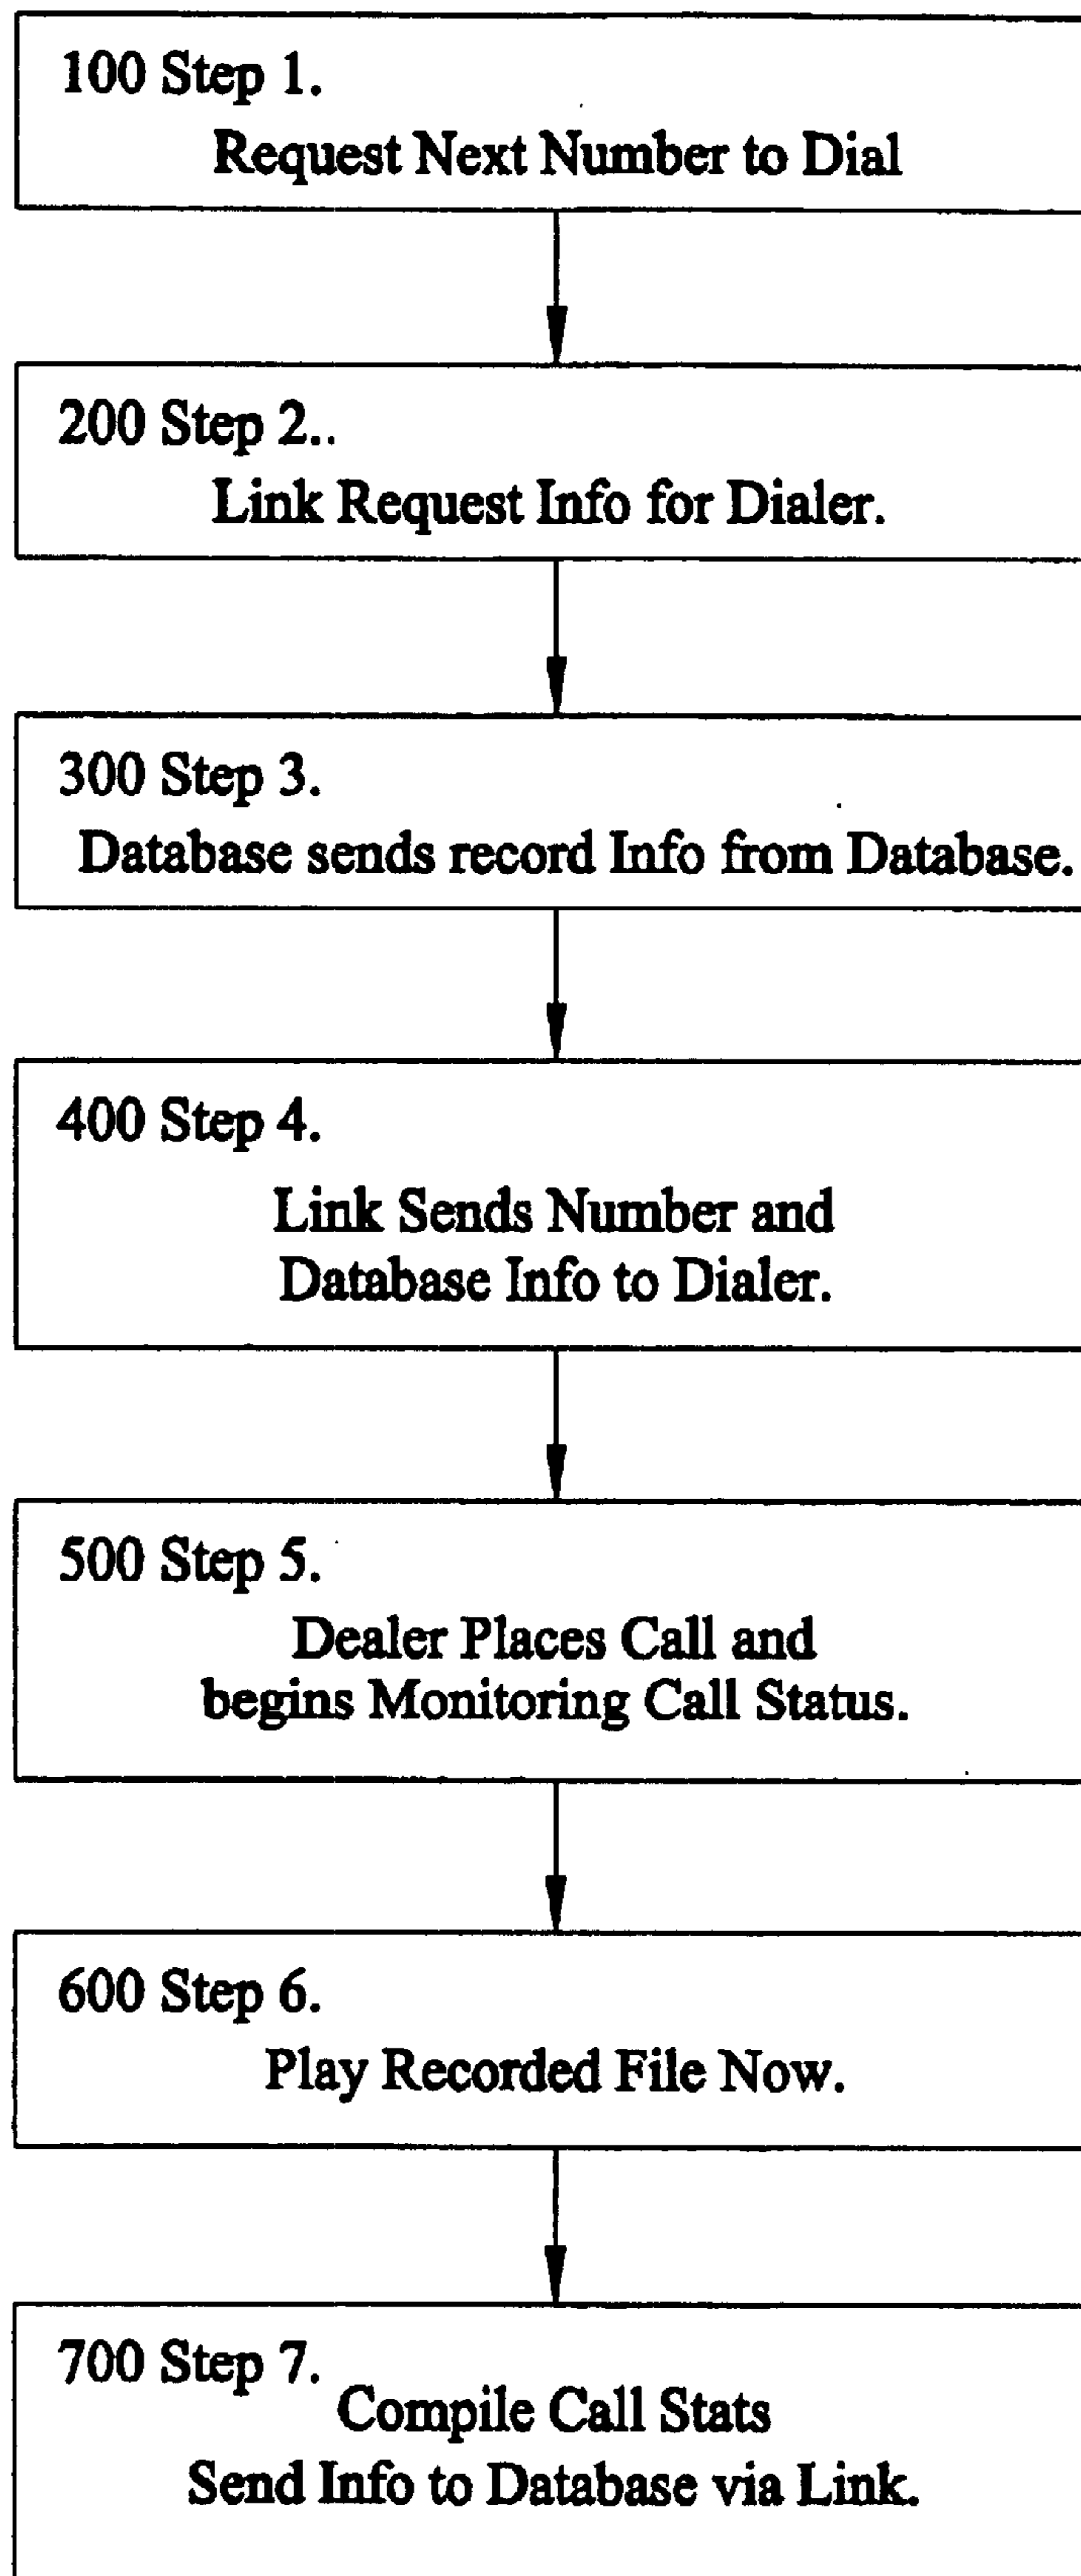 100 Step 1.
Request Next Number to Dial
200 Step 2..
Link Request Info for Dialer.
300 Step 3.
Database sends record Info from Database.
400 Step 4.
Link Sends Number and
Database Info to Dialer.
500 Step 5.
Dealer Places Call and
begins Monitoring Call Status.
600 Step 6.
Play Recorded File Now.
700 Step 7.
Compile Call Stats
Send Info to Database via Link.